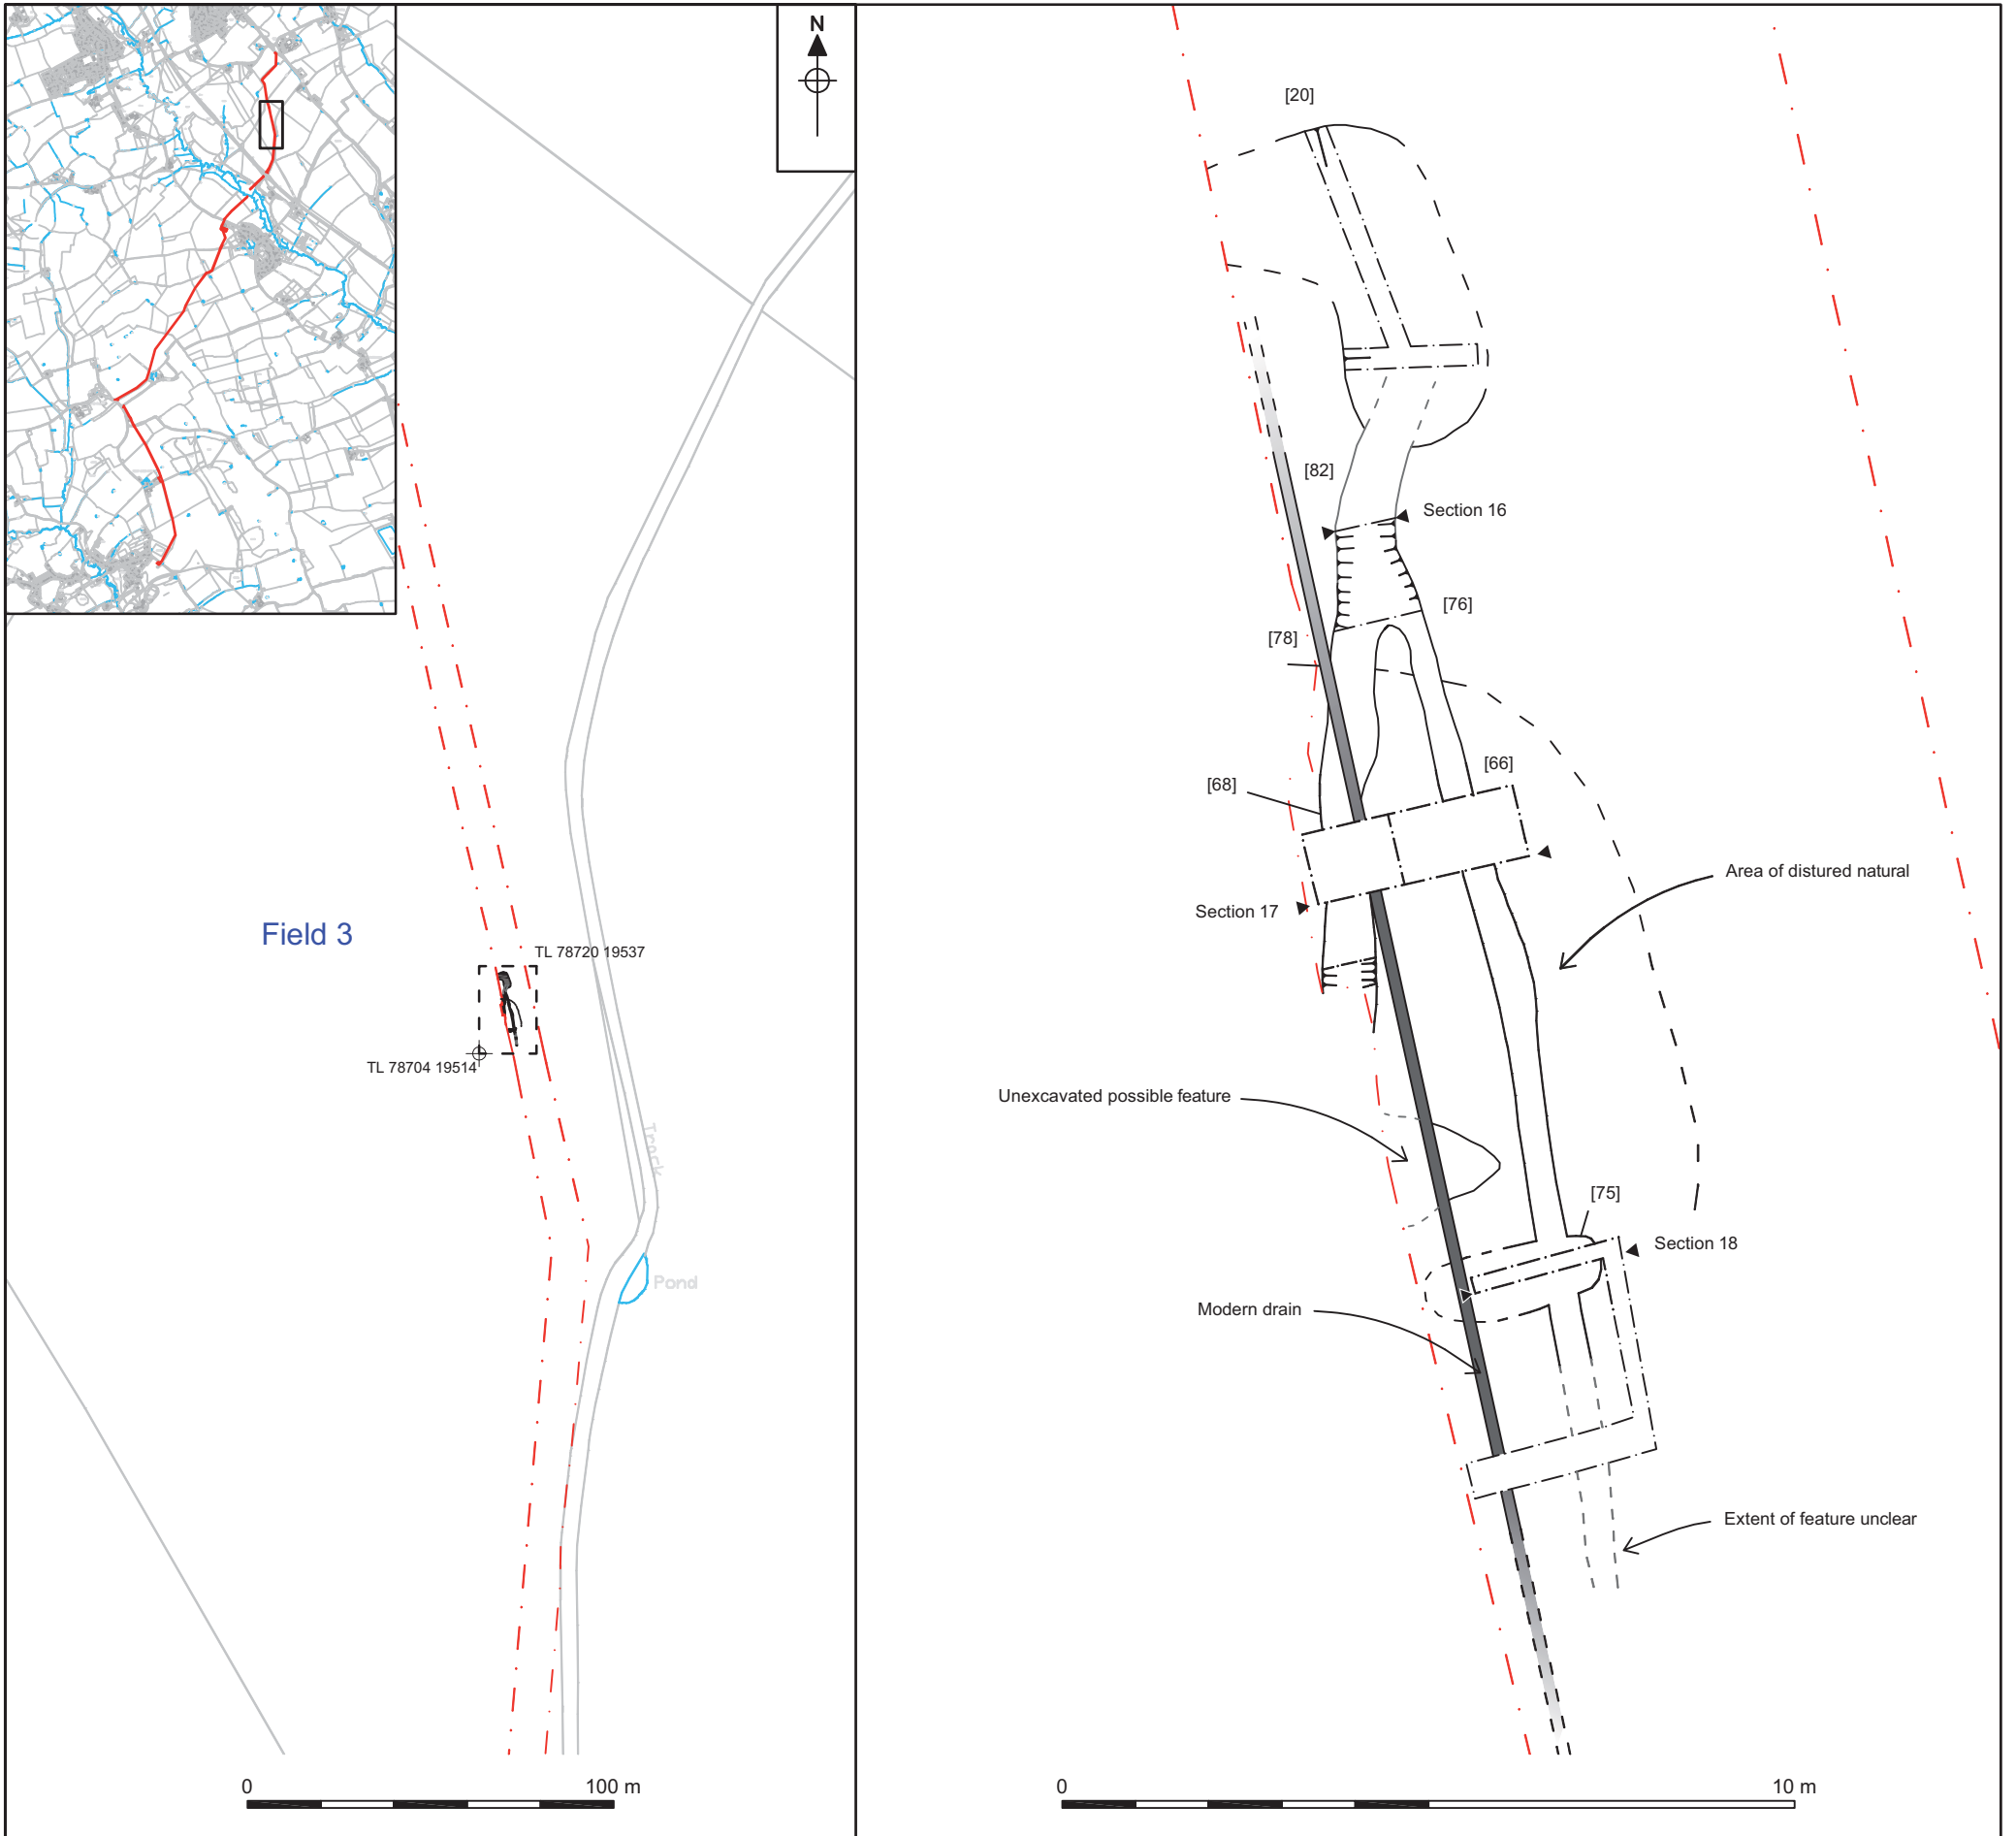 N
Field 3
TL 78720 19537
TL 78704 19514
Track
Pond
0 100 m
[20]
[82]
Section 16
[76]
[78]
[66]
[68]
Area of distured natural
Section 17
Unexcavated possible feature
[75]
Section 18
Modern drain
Extent of feature unclear
0 10 m